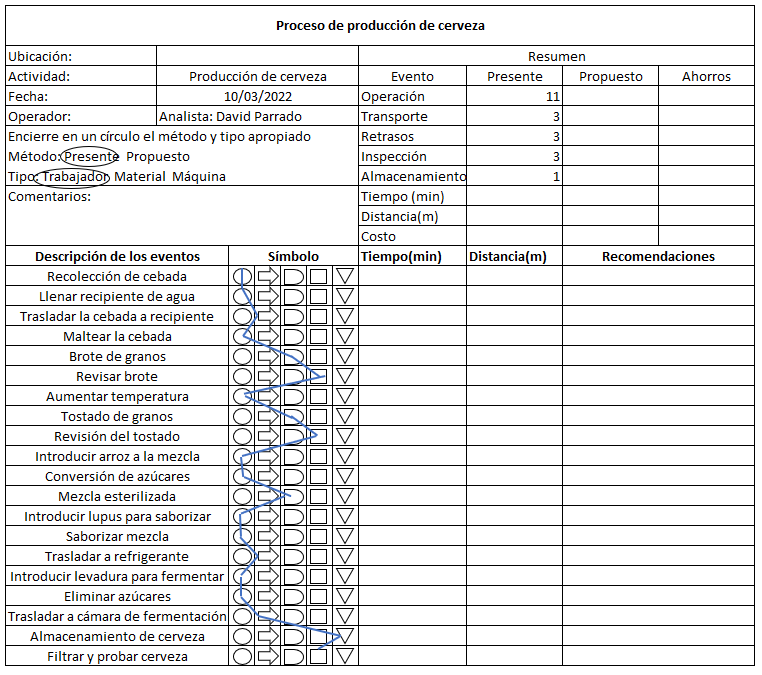 Proceso de producción de cerveza
Ubicación: Resumen
Actividad: Producción de cerveza Evento Presente Propuesto Ahorros
Fecha: 10/03/2022 Operación 11
Operador: Analista: David Parrado Transporte 3
Encierre en un círculo el método y tipo apropiado Retrasos 3
Método: Presente Propuesto Inspección 3
Tipo: Trabajador Material Máquina Almacenamiento 1
Comentarios: Tiempo (min)
Distancia(m)
Costo
Descripción de los eventos Símbolo Tiempo(min) Distancia(m) Recomendaciones
Recolección de cebada
Llenar recipiente de agua
Trasladar la cebada a recipiente
Maltear la cebada
Brote de granos
Revisar brote
Aumentar temperatura
Tostado de granos
Revisión del tostado
Introducir arroz a la mezcla
Conversión de azúcares
Mezcla esterilizada
Introducir lupus para saborizar
Saborizar mezcla
Trasladar a refrigerante
Introducir levadura para fermentar
Eliminar azúcares
Trasladar a cámara de fermentación
Almacenamiento de cerveza
Filtrar y probar cerveza